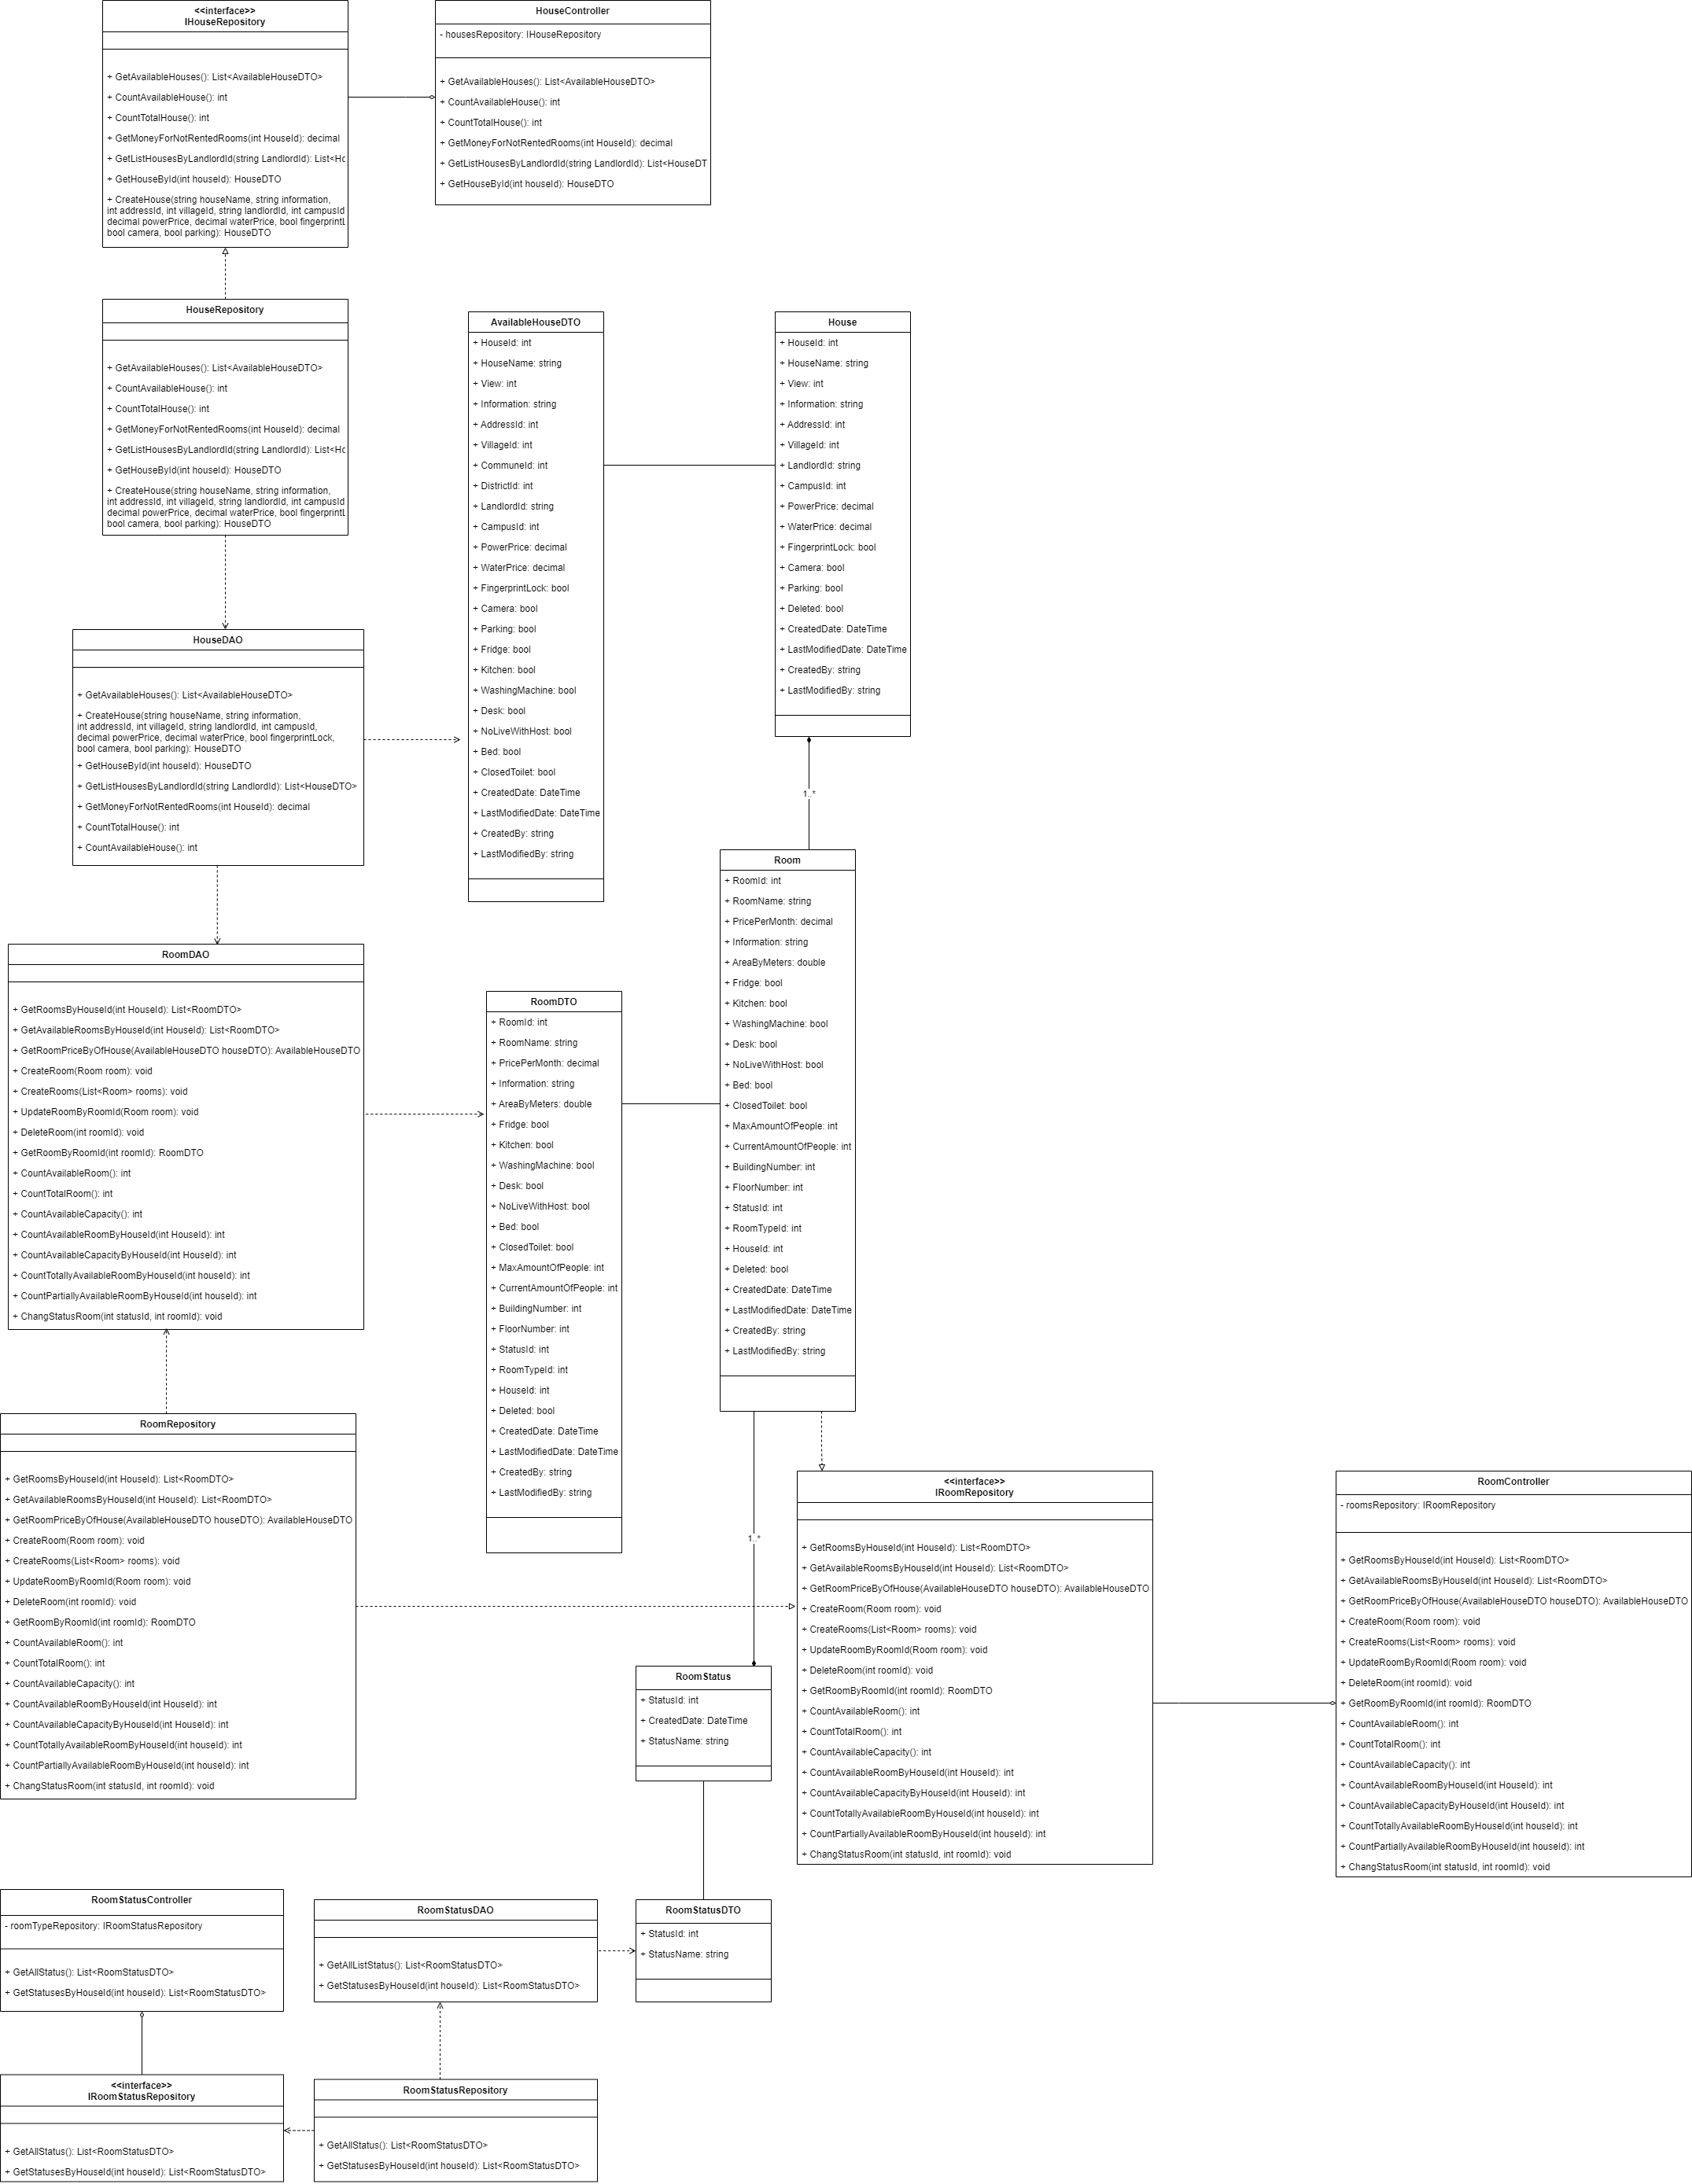 <<interface>>
IHouseRepository
+ GetAvailableHouses(): List<AvailableHouseDTO>
+ CountAvailableHouse(): int
+ CountTotalHouse(): int
+ GetMoneyForNotRentedRooms(int HouseId): decimal
+ GetListHousesByLandlordId(string LandlordId): List<Hc
+ GetHouseById(int houseId): HouseDTO
+ CreateHouse(string houseName, string information,
int addressId, int villageId, string landlordId, int campusId
decimal powerPrice, decimal waterPrice, bool fingerprintL
bool camera, bool parking): HouseDTO
HouseController
- housesRepository: IHouseRepository
+ GetAvailableHouses(): List<AvailableHouseDTO>
+ CountAvailableHouse(): int
+ CountTotalHouse(): int
+ GetMoneyForNotRentedRooms(int HouseId): decimal
+ GetListHousesByLandlordId(string LandlordId): List<HouseDT
+ GetHouseById(int houseId): HouseDTO
HouseRepository
+ GetAvailableHouses(): List<AvailableHouseDTO>
+ CountAvailableHouse(): int
+ CountTotalHouse(): int
+ GetMoneyForNotRentedRooms(int HouseId): decimal
+ GetListHousesByLandlordId(string LandlordId): List<Hc
+ GetHouseById(int houseId): HouseDTO
+ CreateHouse(string houseName, string information,
int addressId, int villageId, string landlordId, int campusId
decimal powerPrice, decimal waterPrice, bool fingerprintL
bool camera, bool parking): HouseDTO
AvailableHouseDTO
+ HouseId: int
+ HouseName: string
+ View: int
+ Information: string
+ AddressId: int
+ VillageId: int
+ CommuneId: int
+ DistrictId: int
+ LandlordId: string
+ CampusId: int
+ PowerPrice: decimal
+ WaterPrice: decimal
+ FingerprintLock: bool
+ Camera: bool
+ Parking: bool
+ Fridge: bool
+ Kitchen: bool
+ WashingMachine: bool
+ Desk: bool
+ NoLiveWithHost: bool
+ Bed: bool
+ ClosedToilet: bool
+ CreatedDate: DateTime
+ LastModifiedDate: DateTime
+ CreatedBy: string
+ LastModifiedBy: string
House
+ HouseId: int
+ HouseName: string
+ View: int
+ Information: string
+ AddressId: int
+ VillageId: int
+ LandlordId: string
+ CampusId: int
+ PowerPrice: decimal
+ WaterPrice: decimal
+ FingerprintLock: bool
+ Camera: bool
+ Parking: bool
+ Deleted: bool
+ CreatedDate: DateTime
+ LastModifiedDate: DateTime
+ CreatedBy: string
+ LastModifiedBy: string
1..*
HouseDAO
+ GetAvailableHouses(): List<AvailableHouseDTO>
+ CreateHouse(string houseName, string information,
int addressId, int villageId, string landlordId, int campusId,
decimal powerPrice, decimal waterPrice, bool fingerprintLock,
bool camera, bool parking): HouseDTO
+ GetHouseById(int houseId): HouseDTO
+ GetListHousesByLandlordId(string LandlordId): List<HouseDTO>
+ GetMoneyForNotRentedRooms(int HouseId): decimal
+ CountTotalHouse(): int
+ CountAvailableHouse(): int
RoomDAO
+ GetRoomsByHouseId(int HouseId): List<RoomDTO>
+ GetAvailableRoomsByHouseId(int HouseId): List<RoomDTO>
+ GetRoomPriceByOfHouse(AvailableHouseDTO houseDTO): AvailableHouseDTO
+ CreateRoom(Room room): void
+ CreateRooms(List<Room> rooms): void
+ UpdateRoomByRoomId(Room room): void
+ DeleteRoom(int roomId): void
+ GetRoomByRoomId(int roomId): RoomDTO
+ CountAvailableRoom(): int
+ CountTotalRoom(): int
+ CountAvailableCapacity(): int
+ CountAvailableRoomByHouseId(int HouseId): int
+ CountAvailableCapacityByHouseId(int HouseId): int
+ CountTotallyAvailableRoomByHouseId(int houseId): int
+ CountPartiallyAvailableRoomByHouseId(int houseId): int
+ ChangStatusRoom(int statusId, int roomId): void
RoomDTO
+ RoomId: int
+ RoomName: string
+ PricePerMonth: decimal
+ Information: string
+ AreaByMeters: double
+ Fridge: bool
+ Kitchen: bool
+ WashingMachine: bool
+ Desk: bool
+ NoLiveWithHost: bool
+ Bed: bool
+ ClosedToilet: bool
+ MaxAmountOfPeople: int
+ CurrentAmountOfPeople: int
+ BuildingNumber: int
+ FloorNumber: int
+ StatusId: int
+ RoomTypeId: int
+ HouseId: int
+ Deleted: bool
+ CreatedDate: DateTime
+ LastModifiedDate: DateTime
+ CreatedBy: string
+ LastModifiedBy: string
Room
+ RoomId: int
+ RoomName: string
+ PricePerMonth: decimal
+ Information: string
+ AreaByMeters: double
+ Fridge: bool
+ Kitchen: bool
+ WashingMachine: bool
+ Desk: bool
+ NoLiveWithHost: bool
+ Bed: bool
+ ClosedToilet: bool
+ MaxAmountOfPeople: int
+ CurrentAmountOfPeople: int
+ BuildingNumber: int
+ FloorNumber: int
+ StatusId: int
+ RoomTypeId: int
+ HouseId: int
+ Deleted: bool
+ CreatedDate: DateTime
+ LastModifiedDate: DateTime
+ CreatedBy: string
+ LastModifiedBy: string
RoomRepository
+ GetRoomsByHouseId(int HouseId): List<RoomDTO>
+ GetAvailableRoomsByHouseId(int HouseId): List<RoomDTO>
+ GetRoomPriceByOfHouse(AvailableHouseDTO houseDTO): AvailableHouseDTO
+ CreateRoom(Room room): void
+ CreateRooms(List<Room> rooms): void
+ UpdateRoomByRoomId(Room room): void
+ DeleteRoom(int roomId): void
+ GetRoomByRoomId(int roomId): RoomDTO
+ CountAvailableRoom(): int
+ CountTotalRoom(): int
+ CountAvailableCapacity(): int
+ CountAvailableRoomByHouseId(int HouseId): int
+ CountAvailableCapacityByHouseId(int HouseId): int
+ CountTotallyAvailableRoomByHouseId(int houseId): int
+ CountPartiallyAvailableRoomByHouseId(int houseId): int
+ ChangStatusRoom(int statusId, int roomId): void
1..*
<<interface>>
IRoomRepository
+ GetRoomsByHouseId(int HouseId): List<RoomDTO>
+ GetAvailableRoomsByHouseId(int HouseId): List<RoomDTO>
+ GetRoomPriceByOfHouse(AvailableHouseDTO houseDTO): AvailableHouseDTO
+ CreateRoom(Room room): void
+ CreateRooms(List<Room> rooms): void
+ UpdateRoomByRoomId(Room room): void
+ DeleteRoom(int roomId): void
+ GetRoomByRoomId(int roomId): RoomDTO
+ CountAvailableRoom(): int
+ CountTotalRoom(): int
+ CountAvailableCapacity(): int
+ CountAvailableRoomByHouseId(int HouseId): int
+ CountAvailableCapacityByHouseId(int HouseId): int
+ CountTotallyAvailableRoomByHouseId(int houseId): int
+ CountPartiallyAvailableRoomByHouseId(int houseId): int
+ ChangStatusRoom(int statusId, int roomId): void
RoomController
- roomsRepository: IRoomRepository
+ GetRoomsByHouseId(int HouseId): List<RoomDTO>
+ GetAvailableRoomsByHouseId(int HouseId): List<RoomDTO>
+ GetRoomPriceByOfHouse(AvailableHouseDTO houseDTO): AvailableHouseDTO
+ CreateRoom(Room room): void
+ CreateRooms(List<Room> rooms): void
+ UpdateRoomByRoomId(Room room): void
+ DeleteRoom(int roomId): void
+ GetRoomByRoomId(int roomId): RoomDTO
+ CountAvailableRoom(): int
+ CountTotalRoom(): int
+ CountAvailableCapacity(): int
+ CountAvailableRoomByHouseId(int HouseId): int
+ CountAvailableCapacityByHouseId(int HouseId): int
+ CountTotallyAvailableRoomByHouseId(int houseId): int
+ CountPartiallyAvailableRoomByHouseId(int houseId): int
+ ChangStatusRoom(int statusId, int roomId): void
RoomStatus
+ StatusId: int
+ CreatedDate: DateTime
+ StatusName: string
RoomStatusController
- roomTypeRepository: IRoomStatusRepository
+ GetAllStatus(): List<RoomStatusDTO>
+ GetStatusesByHouseId(int houseId): List<RoomStatusDTO>
RoomStatusDAO
+ GetAllListStatus(): List<RoomStatusDTO>
+ GetStatusesByHouseId(int houseId): List<RoomStatusDTO>
RoomStatusDTO
+ StatusId: int
+ StatusName: string
<<interface>>
IRoomStatusRepository
+ GetAllStatus(): List<RoomStatusDTO>
+ GetStatusesByHouseId(int houseId): List<RoomStatusDTO>
RoomStatusRepository
+ GetAllStatus(): List<RoomStatusDTO>
+ GetStatusesByHouseId(int houseId): List<RoomStatusDTO>